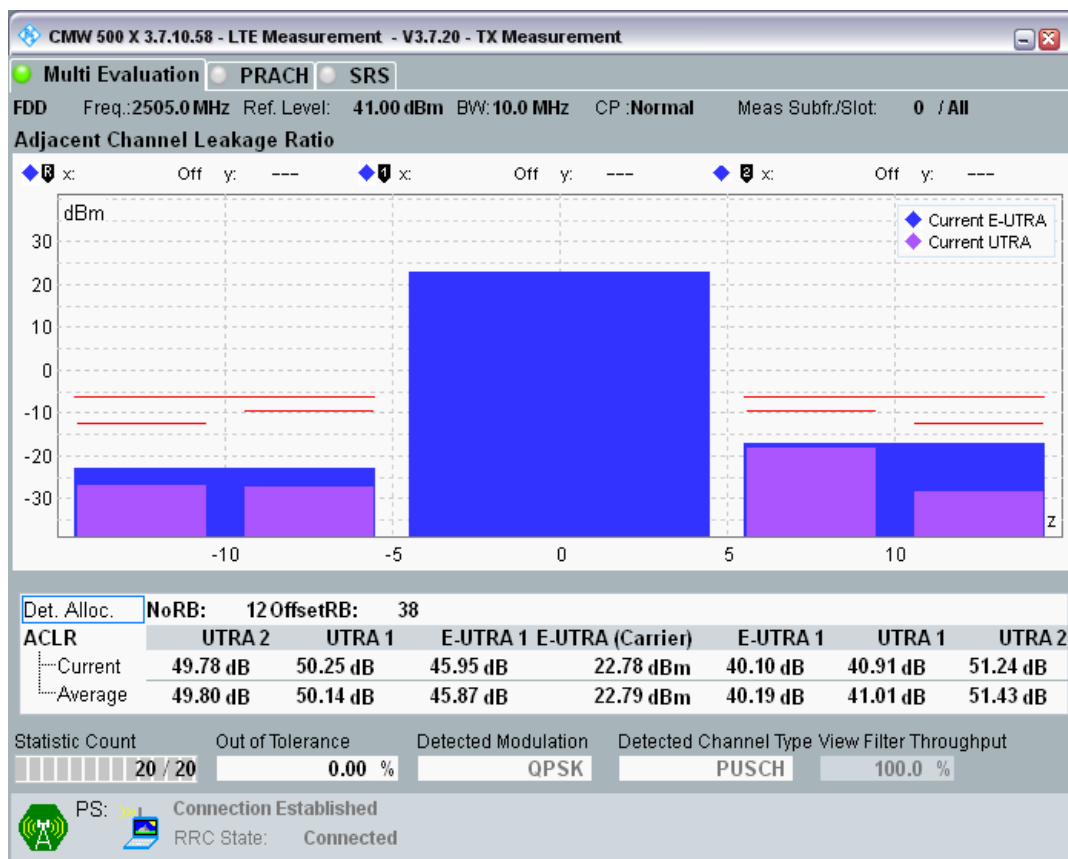 CMW 500 X 3.7.10.58 - LTE Measurement - V3.7.20 - TX Measurement
Multi Evaluation PRACH SRS
FDD Freq.:2505.0 MHz Ref. Level: 41.00 dBm BW: 10.0 MHz CP :Normal Meas Subfr./Slot: 0 / All
Adjacent Channel Leakage Ratio
R x: Off y: --- 1 x: Off y: --- 2 x: Off y: ---
dBm
Current E-UTRA
Current UTRA
30
20
10
0
-10
-20
-30
z
-10 -5 0 5 10
Det. Alloc. NoRB: 12 OffsetRB: 38
ACLR UTRA 2 UTRA 1 E-UTRA 1 E-UTRA (Carrier) E-UTRA 1 UTRA 1 UTRA 2
Current 49.78 dB 50.25 dB 45.95 dB 22.78 dBm 40.10 dB 40.91 dB 51.24 dB
Average 49.80 dB 50.14 dB 45.87 dB 22.79 dBm 40.19 dB 41.01 dB 51.43 dB
Statistic Count Out of Tolerance Detected Modulation Detected Channel Type View Filter Throughput
20 / 20 0.00 % QPSK PUSCH 100.0 %
PS: Connection Established
RRC State: Connected